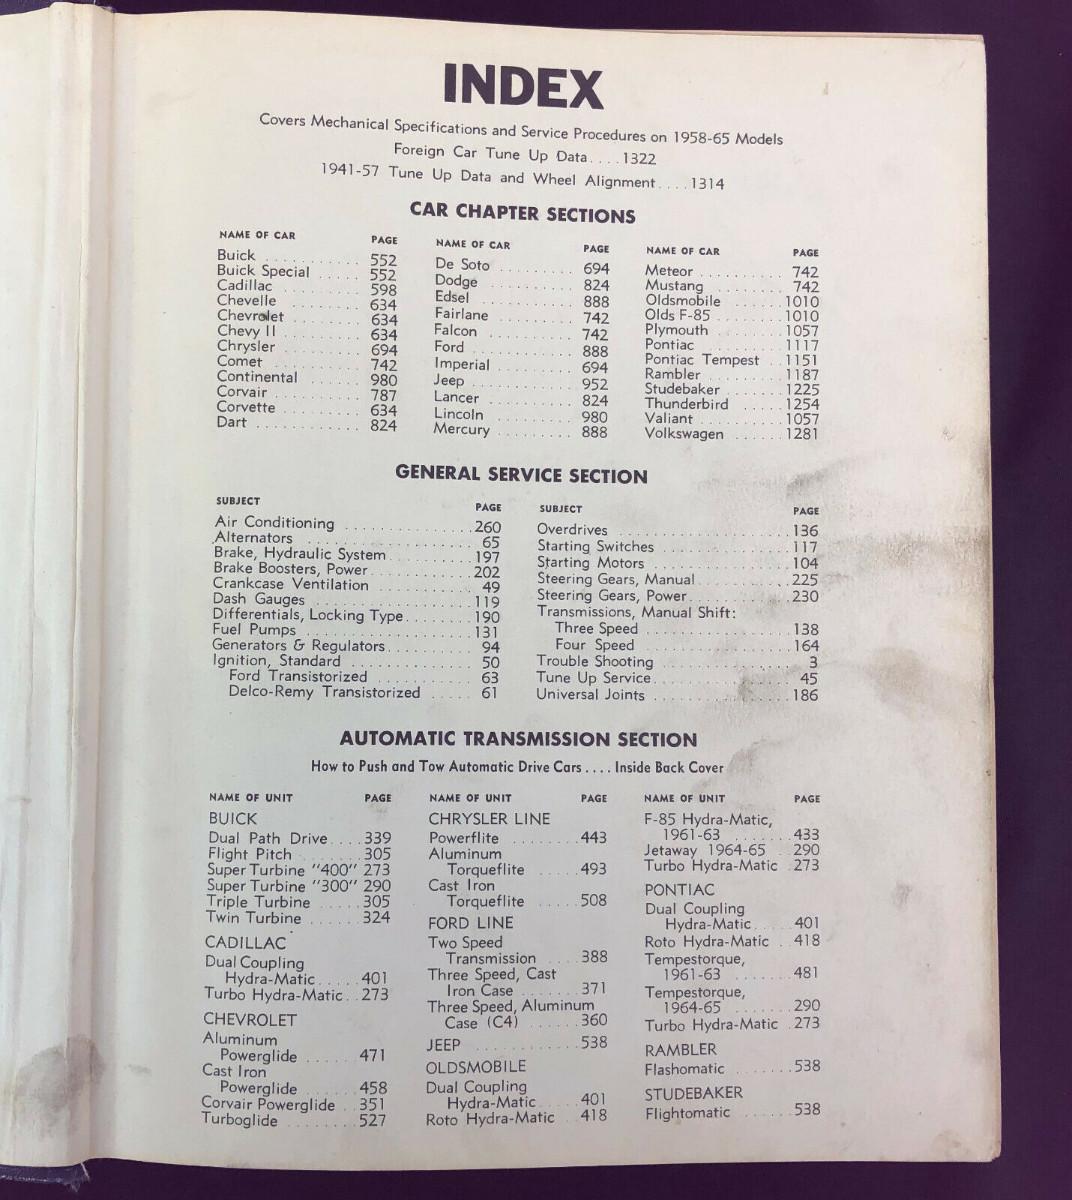 INDEX
Covers Mechanical Specifications and Service Procedures on 1958-65 Models
Foreign Car Tune Up Data....1322
1941-57 Tune Up Data and Wheel Alignment....1314
CAR CHAPTER SECTIONS
NAME OF CAR PAGE
Buick 552
Buick Special 552
Cadillac 598
Chevelle 634
Chevrolet 634
Chevy II 634
Chrysler 694
Comet 742
Continental 980
Corvair 787
Corvette 634
Dart 824
NAME OF CAR PAGE
De Soto 694
Dodge 824
Edsel 888
Fairlane 742
Falcon 742
Ford 888
Imperial 694
Jeep 952
Lancer 824
Lincoln 980
Mercury 888
NAME OF CAR PAGE
Meteor 742
Mustang 742
Oldsmobile 1010
Olds F-85 1010
Plymouth 1057
Pontiac 1117
Pontiac Tempest 1151
Rambler 1187
Studebaker 1225
Thunderbird 1254
Valiant 1057
Volkswagen 1281
GENERAL SERVICE SECTION
SUBJECT PAGE
Air Conditioning 260
Alternators 65
Brake, Hydraulic System 197
Brake Boosters, Power 202
Crankcase Ventilation 49
Dash Gauges 119
Differentials, Locking Type 190
Fuel Pumps 131
Generators & Regulators 94
Ignition, Standard 50
Ford Transistorized 63
Delco-Remy Transistorized 61
SUBJECT PAGE
Overdrives 136
Starting Switches 117
Starting Motors 104
Steering Gears, Manual 225
Steering Gears, Power 230
Transmissions, Manual Shift:
Three Speed 138
Four Speed 164
Trouble Shooting 3
Tune Up Service 45
Universal Joints 186
AUTOMATIC TRANSMISSION SECTION
How to Push and Tow Automatic Drive Cars .... Inside Back Cover
NAME OF UNIT PAGE
BUICK
Dual Path Drive 339
Flight Pitch 305
Super Turbine "400" 273
Super Turbine "300" 290
Triple Turbine 305
Twin Turbine 324
CADILLAC
Dual Coupling
Hydra-Matic 401
Turbo Hydra-Matic 273
CHEVROLET
Aluminum
Powerglide 471
Cast Iron
Powerglide 458
Corvair Powerglide 351
Turboglide 527
NAME OF UNIT PAGE
CHRYSLER LINE
Powerflite 443
Aluminum
Torqueflite 493
Cast Iron
Torqueflite 508
FORD LINE
Two Speed
Transmission 388
Three Speed, Cast
Iron Case 371
Three Speed, Aluminum
Case (C4) 360
JEEP 538
OLDSMOBILE
Dual Coupling
Hydra-Matic 401
Roto Hydra-Matic 418
NAME OF UNIT PAGE
F-85 Hydra-Matic,
1961-63 433
Jetaway 1964-65 290
Turbo Hydra-Matic 273
PONTIAC
Dual Coupling
Hydra-Matic 401
Roto Hydra-Matic 418
Tempestorque,
1961-63 481
Tempestorque,
1964-65 290
Turbo Hydra-Matic 273
RAMBLER
Flashomatic 538
STUDEBAKER
Flightomatic 538